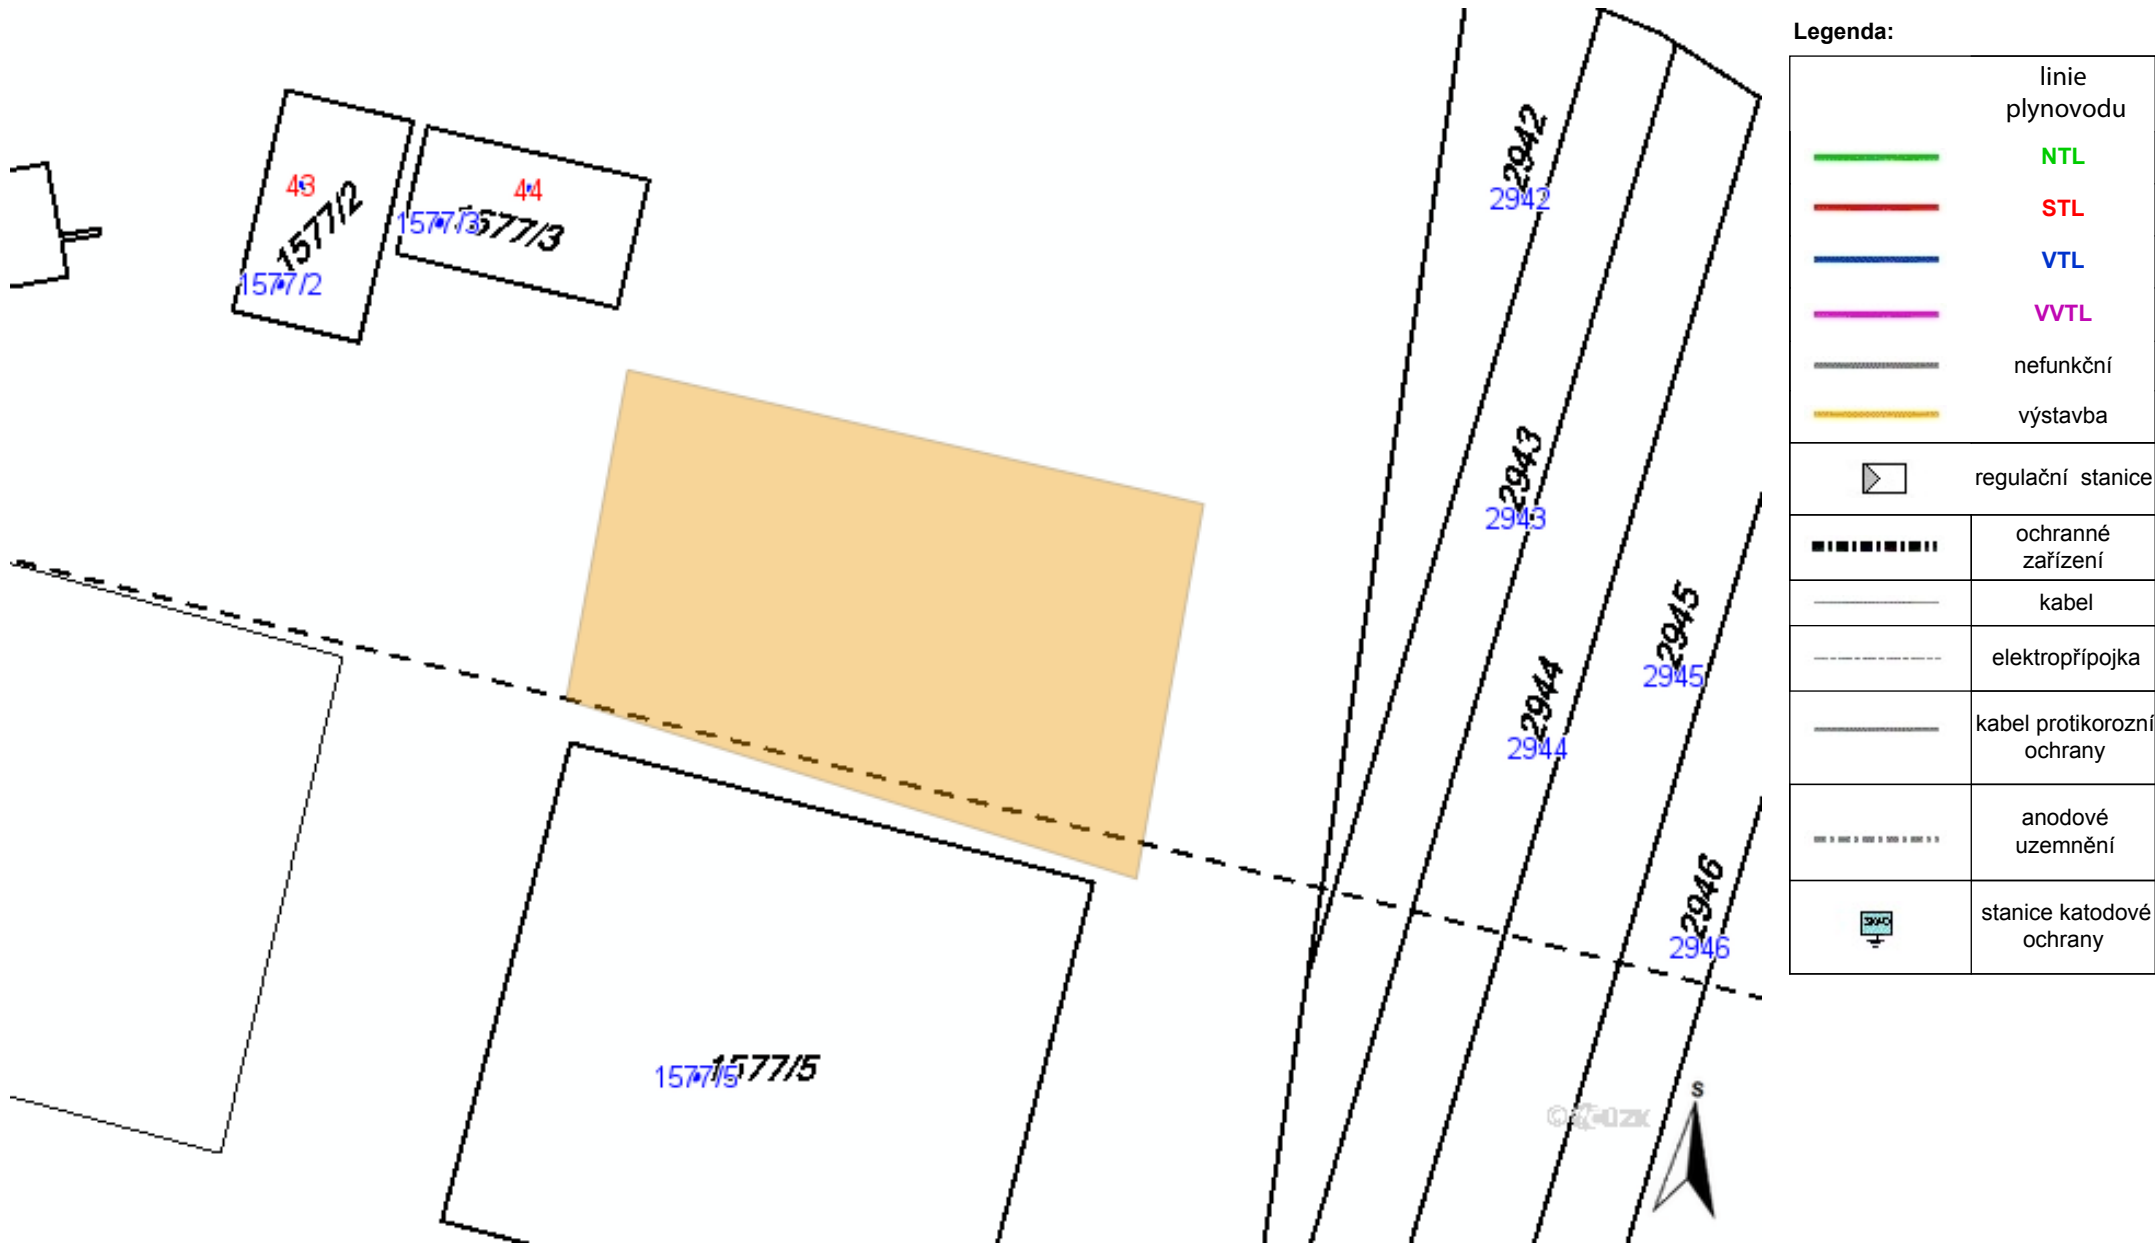 Legenda:
linie
plynovodu
NTL
STL
VTL
VVTL
nefunkční
výstavba
regulační stanice
ochranné
zařízení
kabel
elektropřípojka
kabel protikorozní
ochrany
anodové
uzemnění
stanice katodové
ochrany
43
1577/2
1577/2
44
1577/3
1577/3
2942
2942
2943
2943
2945
2945
2944
2944
2946
2946
1577/5
1577/5
S